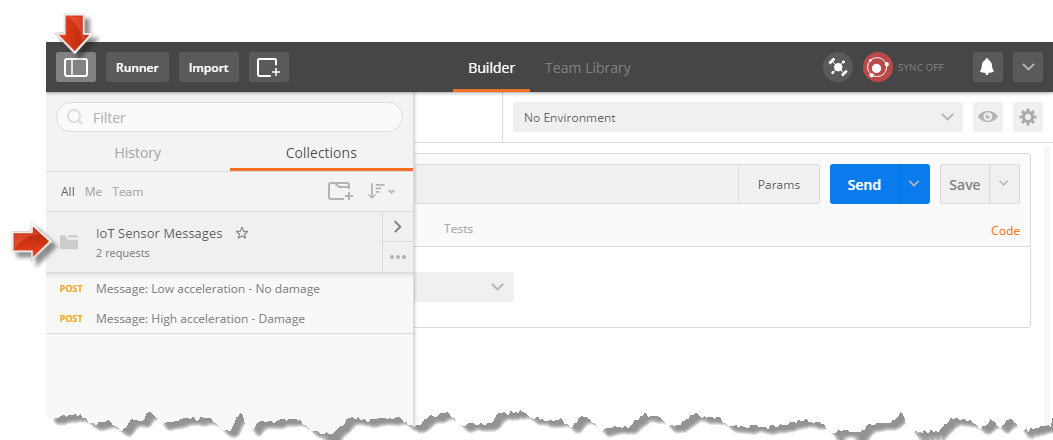 Runner Import Builder Team Library SYNC OFF
Filter
No Environment
History Collections
All Me Team
Params Send Save
IoT Sensor Messages
2 requests
Tests Code
POST Message: Low acceleration - No damage
POST Message: High acceleration - Damage